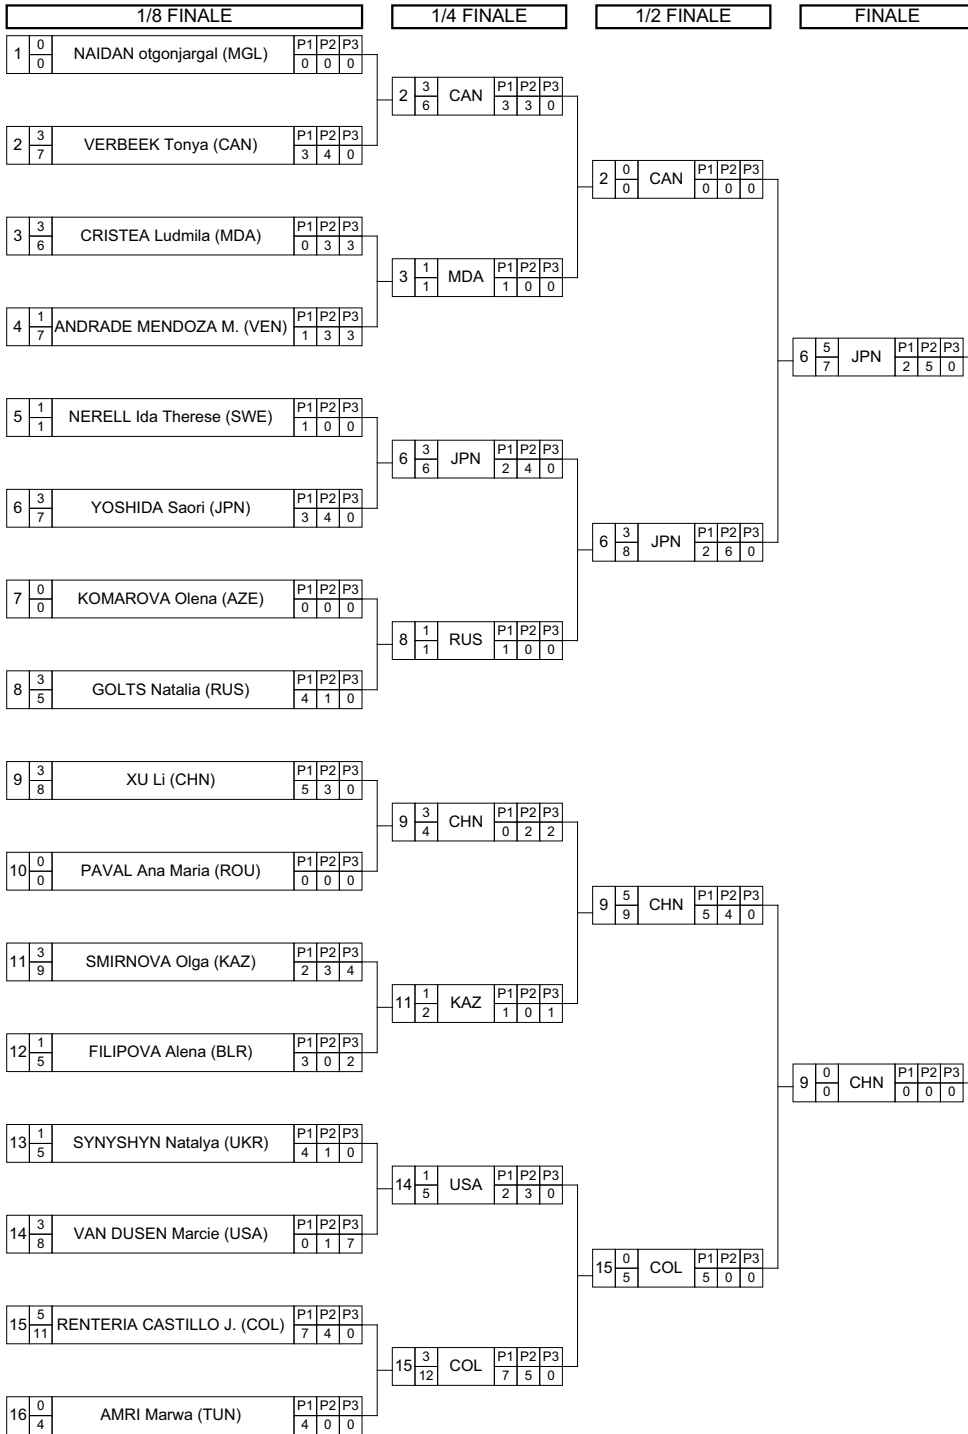 1/8 FINALE 1/4 FINALE 1/2 FINALE FINALE
1 0 0 NAIDAN otgonjargal (MGL) P1 P2 P3 0 0 0
2 3 6 CAN P1 P2 P3 3 3 0
2 3 7 VERBEEK Tonya (CAN) P1 P2 P3 3 4 0
2 0 0 CAN P1 P2 P3 0 0 0
3 3 6 CRISTEA Ludmila (MDA) P1 P2 P3 0 3 3
3 1 1 MDA P1 P2 P3 1 0 0
4 1 7 ANDRADE MENDOZA M. (VEN) P1 P2 P3 1 3 3
6 5 7 JPN P1 P2 P3 2 5 0
5 1 1 NERELL Ida Therese (SWE) P1 P2 P3 1 0 0
6 3 6 JPN P1 P2 P3 2 4 0
6 3 7 YOSHIDA Saori (JPN) P1 P2 P3 3 4 0
6 3 8 JPN P1 P2 P3 2 6 0
7 0 0 KOMAROVA Olena (AZE) P1 P2 P3 0 0 0
8 1 1 RUS P1 P2 P3 1 0 0
8 3 5 GOLTS Natalia (RUS) P1 P2 P3 4 1 0
9 3 8 XU Li (CHN) P1 P2 P3 5 3 0
9 3 4 CHN P1 P2 P3 0 2 2
10 0 0 PAVAL Ana Maria (ROU) P1 P2 P3 0 0 0
9 5 9 CHN P1 P2 P3 5 4 0
11 3 9 SMIRNOVA Olga (KAZ) P1 P2 P3 2 3 4
11 1 2 KAZ P1 P2 P3 1 0 1
12 1 5 FILIPOVA Alena (BLR) P1 P2 P3 3 0 2
9 0 0 CHN P1 P2 P3 0 0 0
13 1 5 SYNYSHYN Natalya (UKR) P1 P2 P3 4 1 0
14 1 5 USA P1 P2 P3 2 3 0
14 3 8 VAN DUSEN Marcie (USA) P1 P2 P3 0 1 7
15 0 5 COL P1 P2 P3 5 0 0
15 5 11 RENTERIA CASTILLO J. (COL) P1 P2 P3 7 4 0
15 3 12 COL P1 P2 P3 7 5 0
16 0 4 AMRI Marwa (TUN) P1 P2 P3 4 0 0